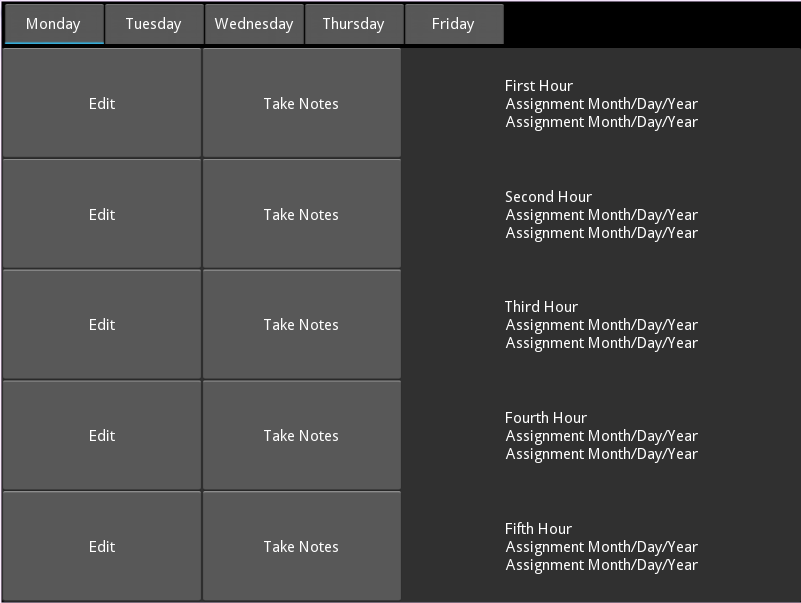 Monday Tuesday Wednesday Thursday Friday
Edit Take Notes
First Hour
Assignment Month/Day/Year
Assignment Month/Day/Year
Edit Take Notes
Second Hour
Assignment Month/Day/Year
Assignment Month/Day/Year
Edit Take Notes
Third Hour
Assignment Month/Day/Year
Assignment Month/Day/Year
Edit Take Notes
Fourth Hour
Assignment Month/Day/Year
Assignment Month/Day/Year
Edit Take Notes
Fifth Hour
Assignment Month/Day/Year
Assignment Month/Day/Year